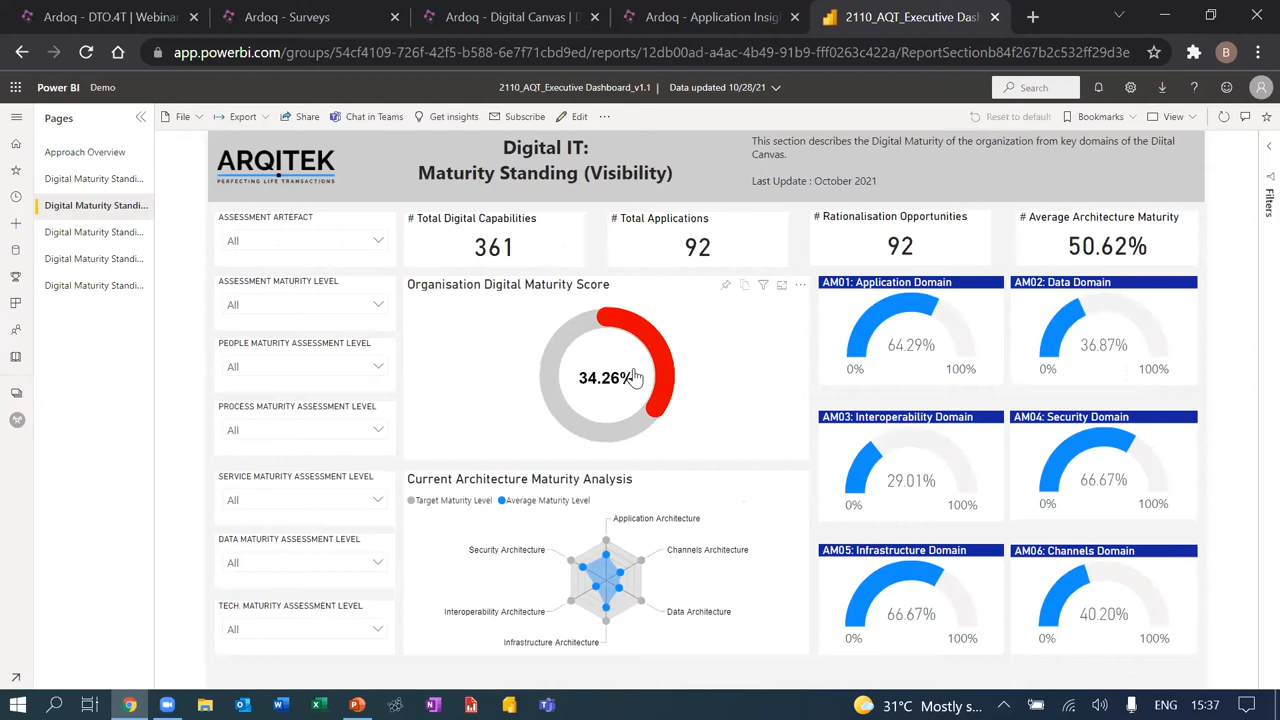 Ardoq - DTO.4T | Webinar
Ardoq - Surveys
Ardoq - Digital Canvas | D
Ardoq - Application Insig
2110_AQT_Executive Dash
app.powerbi.com/groups/54cf4109-726f-42f5-b588-6e7cbd9ed/reports/12db00ad-a4ac-4b91-9b91-fff0263c422a/ReportSectionb84f267b2c532ff29d3e
B
Power BI
Demo
2110_AQT_Executive Dashboard_v1.1 | Data updated 10/28/21
Search
Pages
File
Export
Share
Chat in Teams
Get insights
Subscribe
Edit
Reset to default
Bookmarks
View
Approach Overview
Digital Maturity Standi...
Digital Maturity Standi...
Digital Maturity Standi...
Digital Maturity Standi...
Digital Maturity Standi...
Filters
ARQITEK
PERFECTING LIFE TRANSACTIONS
Digital IT:
Maturity Standing (Visibility)
This section describes the Digital Maturity of the organization from key domains of the Diital
Canvas.
Last Update : October 2021
ASSESSMENT ARTEFACT
All
ASSESSMENT MATURITY LEVEL
All
PEOPLE MATURITY ASSESSMENT LEVEL
All
PROCESS MATURITY ASSESSMENT LEVEL
All
SERVICE MATURITY ASSESSMENT LEVEL
All
DATA MATURITY ASSESSMENT LEVEL
All
TECH. MATURITY ASSESSMENT LEVEL
All
# Total Digital Capabilities
361
# Total Applications
92
# Rationalisation Opportunities
92
# Average Architecture Maturity
50.62%
Organisation Digital Maturity Score
34.26%
Current Architecture Maturity Analysis
Target Maturity Level
Average Maturity Level
Application Architecture
Security Architecture
Channels Architecture
Interoperability Architecture
Data Architecture
Infrastructure Architecture
AM01: Application Domain
64.29%
0%
100%
AM02: Data Domain
36.87%
0%
100%
AM03: Interoperability Domain
29.01%
0%
100%
AM04: Security Domain
66.67%
0%
100%
AM05: Infrastructure Domain
66.67%
0%
100%
AM06: Channels Domain
40.20%
0%
100%
31°C Mostly s...
ENG
15:37